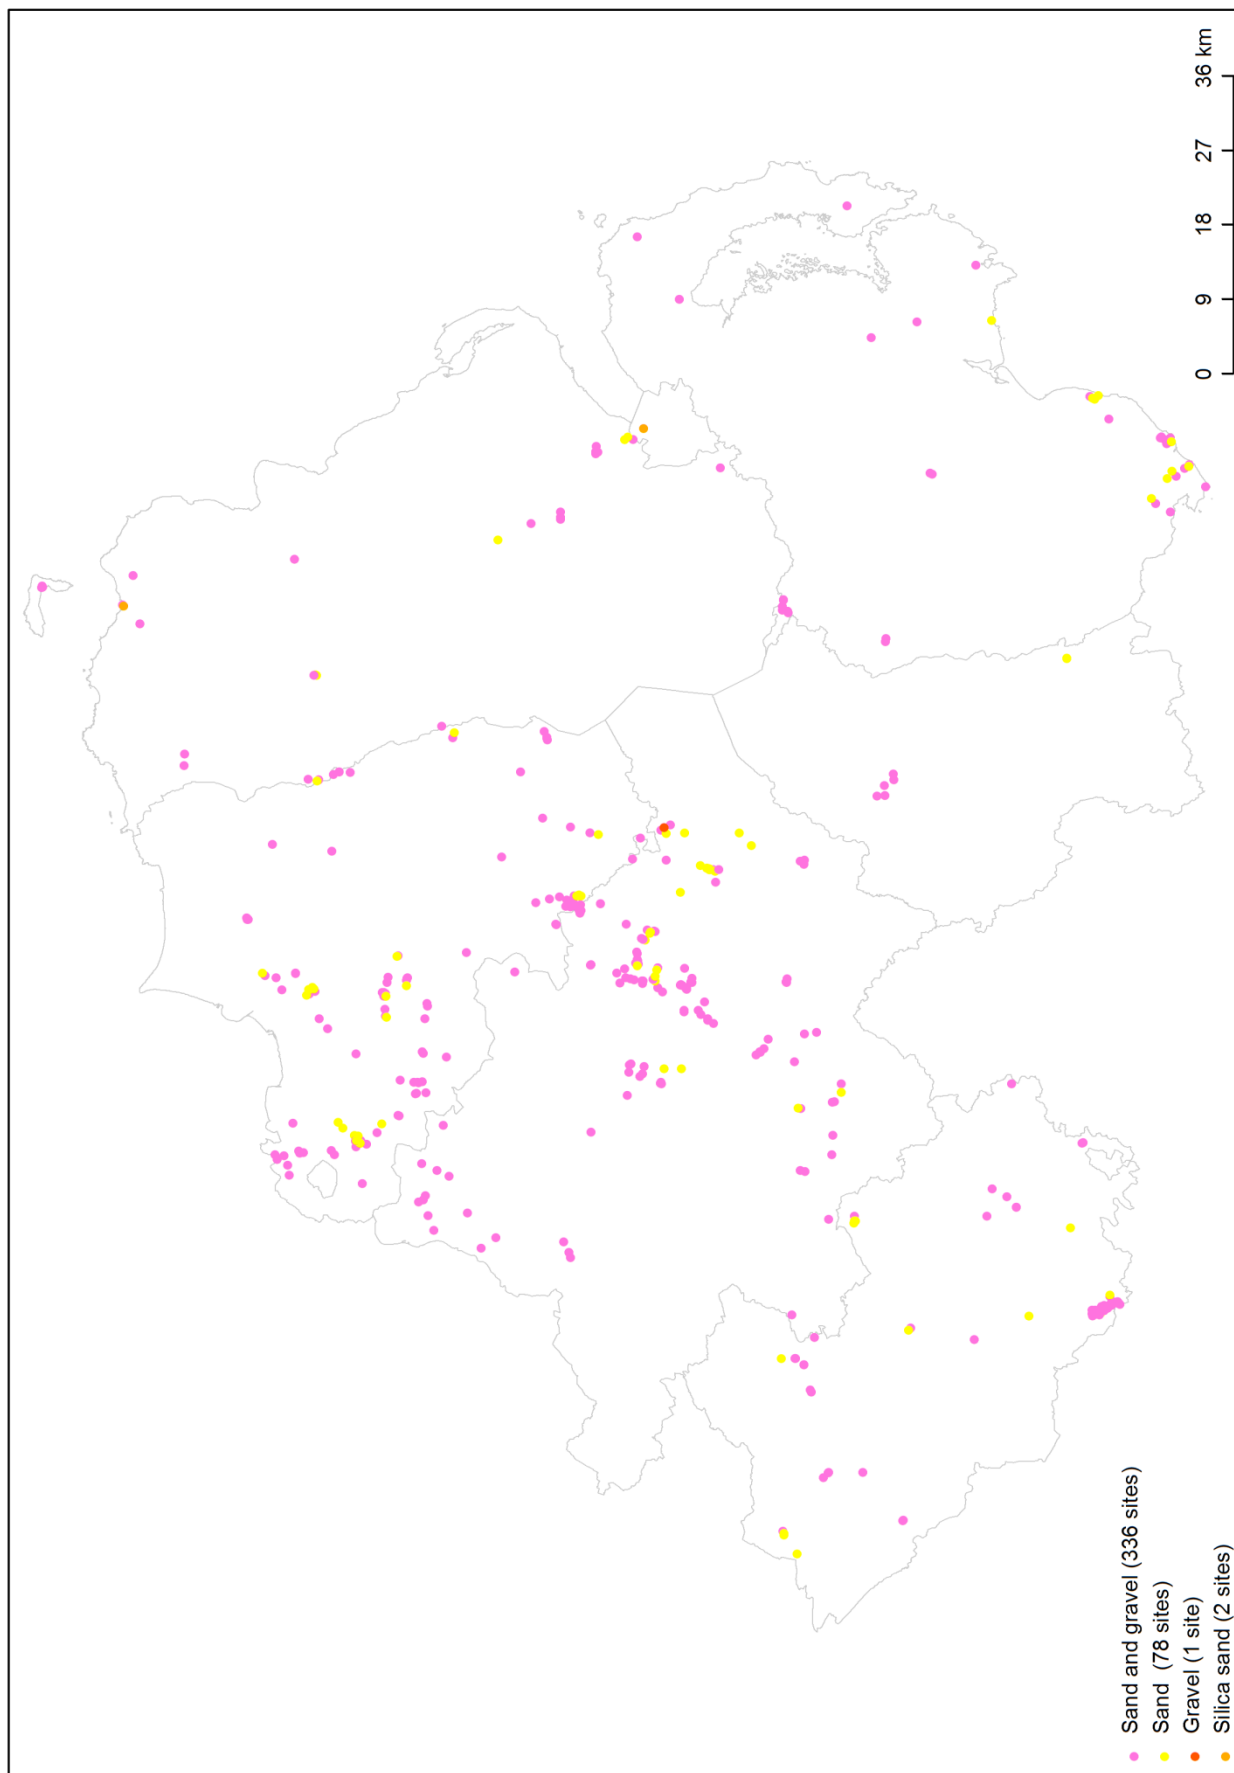 Sand and gravel (336 sites)
Sand (78 sites)
Gravel (1 site)
Silica sand (2 sites)
0 9 18 27 36 km